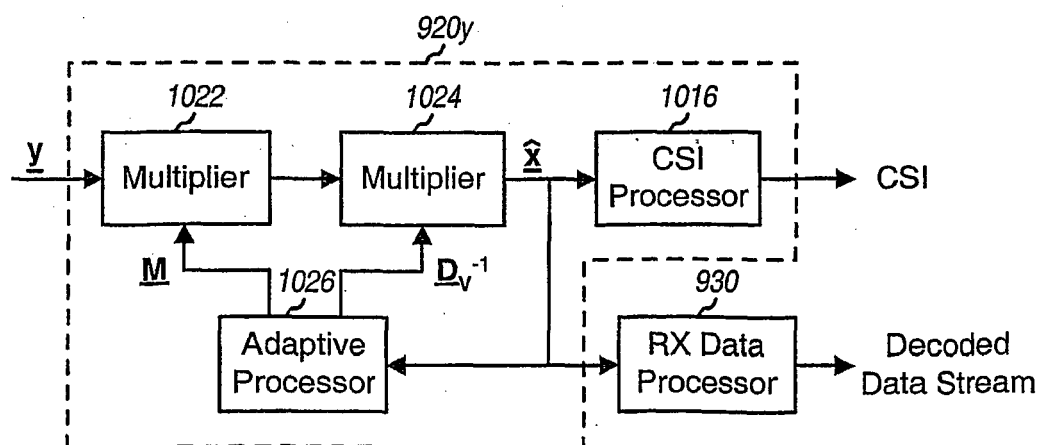 920y
1022
1024
1016
y
Multiplier
Multiplier
x̂
CSI
Processor
CSI
M
D_v^-1
1026
930
Adaptive
Processor
RX Data
Processor
Decoded
Data Stream